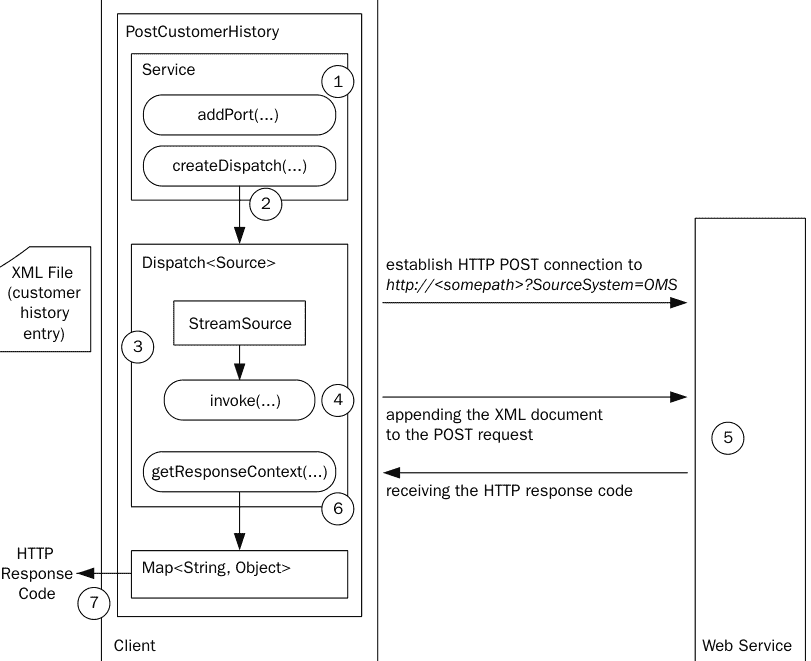 PostCustomerHistory
Service
1
addPort(...)
createDispatch(...)
2
XML File
(customer
history
entry)
Dispatch<Source>
StreamSource
3
invoke(...)
4
getResponseContext(...)
6
Map<String, Object>
HTTP
Response
Code
7
Client
establish HTTP POST connection to
http://<somepath>?SourceSystem=OMS
appending the XML document
to the POST request
receiving the HTTP response code
5
Web Service